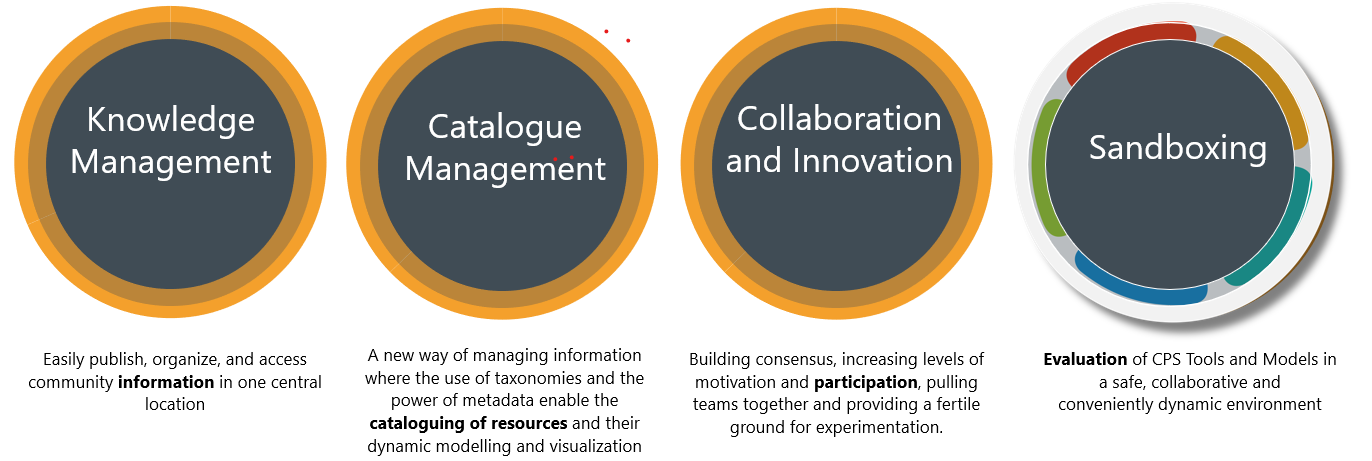 Knowledge
Management
Catalogue
Management
Collaboration
and Innovation
Sandboxing
Easily publish, organize, and access
community information in one central
location
A new way of managing information
where the use of taxonomies and the
power of metadata enable the
cataloguing of resources and their
dynamic modelling and visualization
Building consensus, increasing levels of
motivation and participation, pulling
teams together and providing a fertile
ground for experimentation.
Evaluation of CPS Tools and Models in
a safe, collaborative and
conveniently dynamic environment